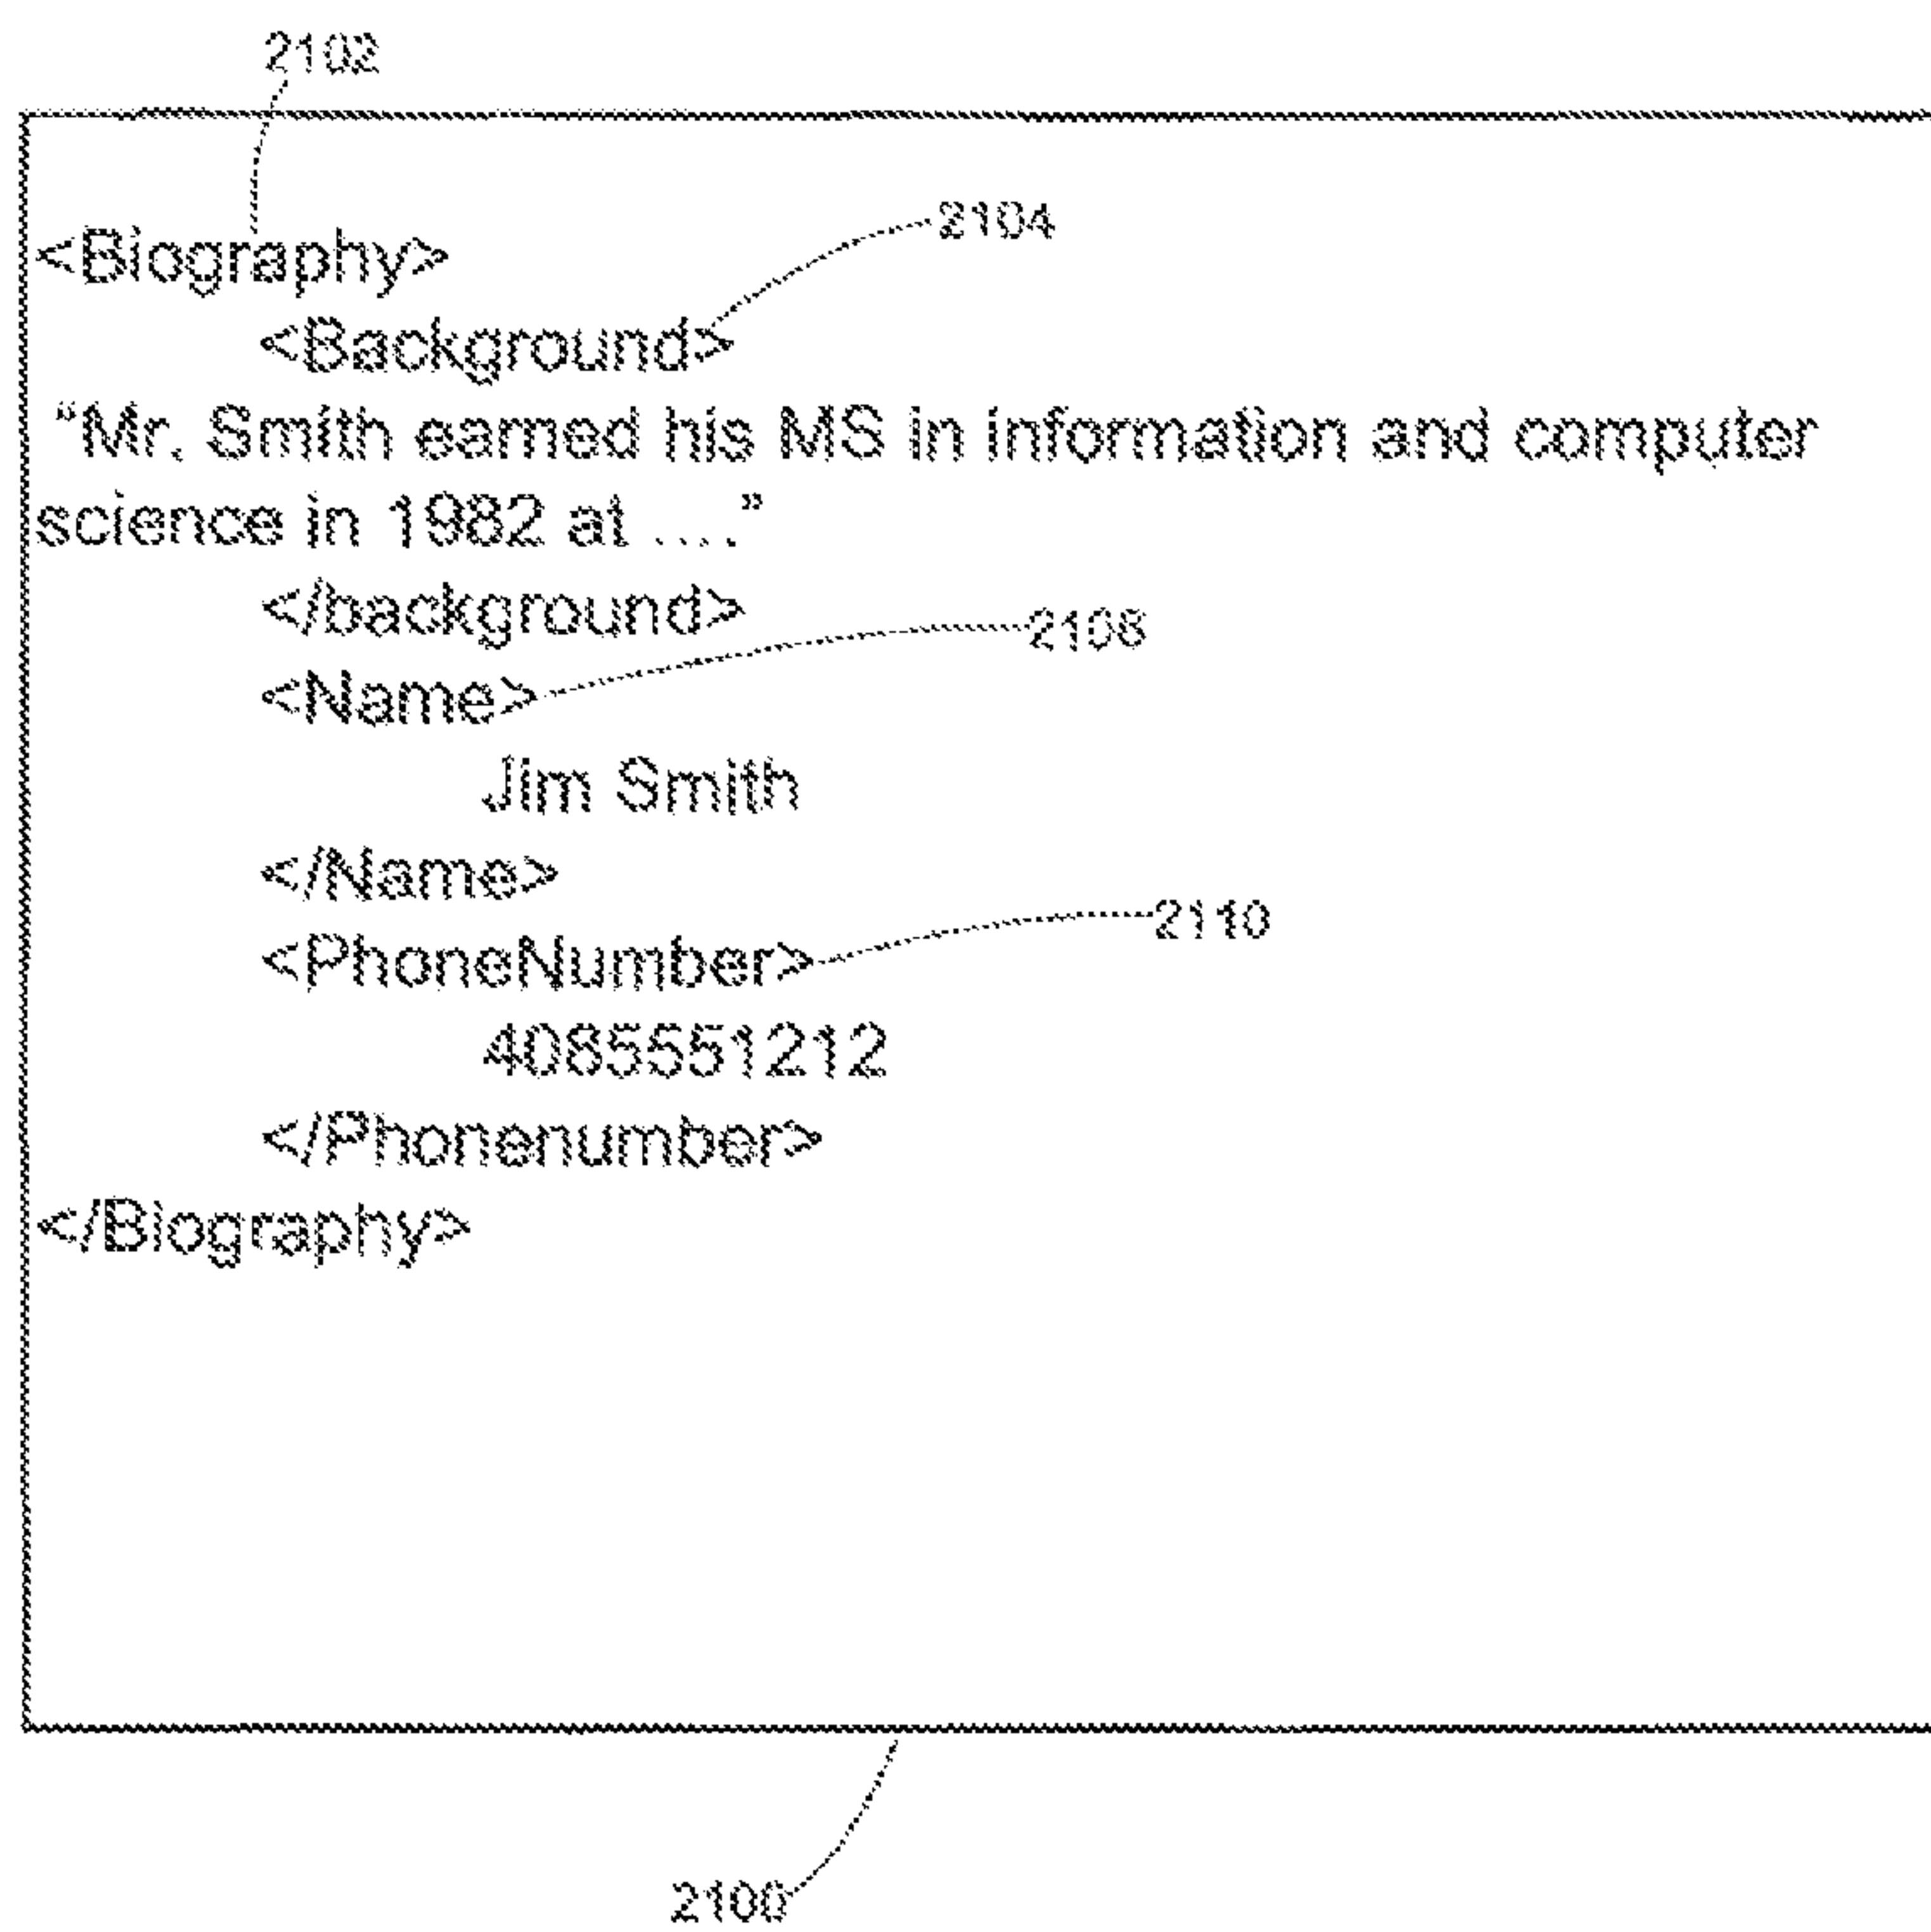 2102
<Biography>
2104
<Background>
“Mr. Smith earned his MS in information and computer
science in 1982 at ....”
</background>
2108
<Name>
Jim Smith
</Name>
2110
<PhoneNumber>
4085551212
</Phonenumber>
</Biography>
2100